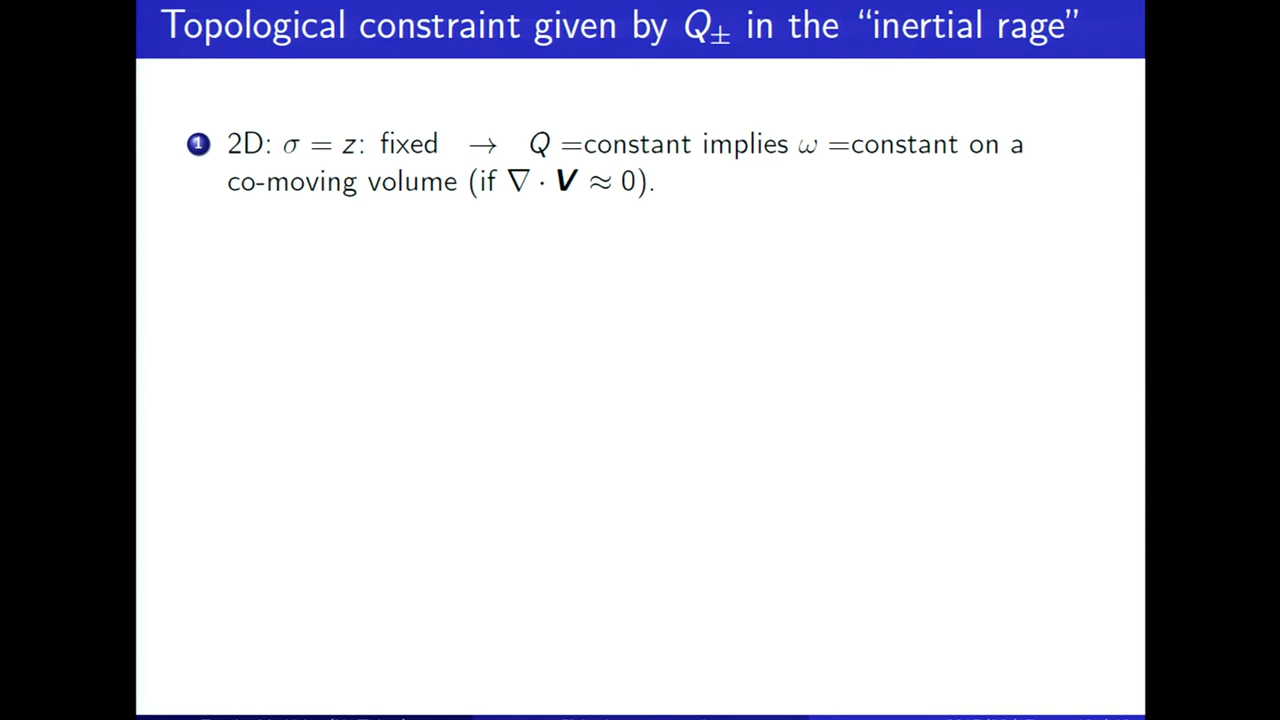 Topological constraint given by Q± in the “inertial rage”
1 2D: σ = z: fixed → Q =constant implies ω =constant on a
co-moving volume (if ∇ · V ≈ 0).